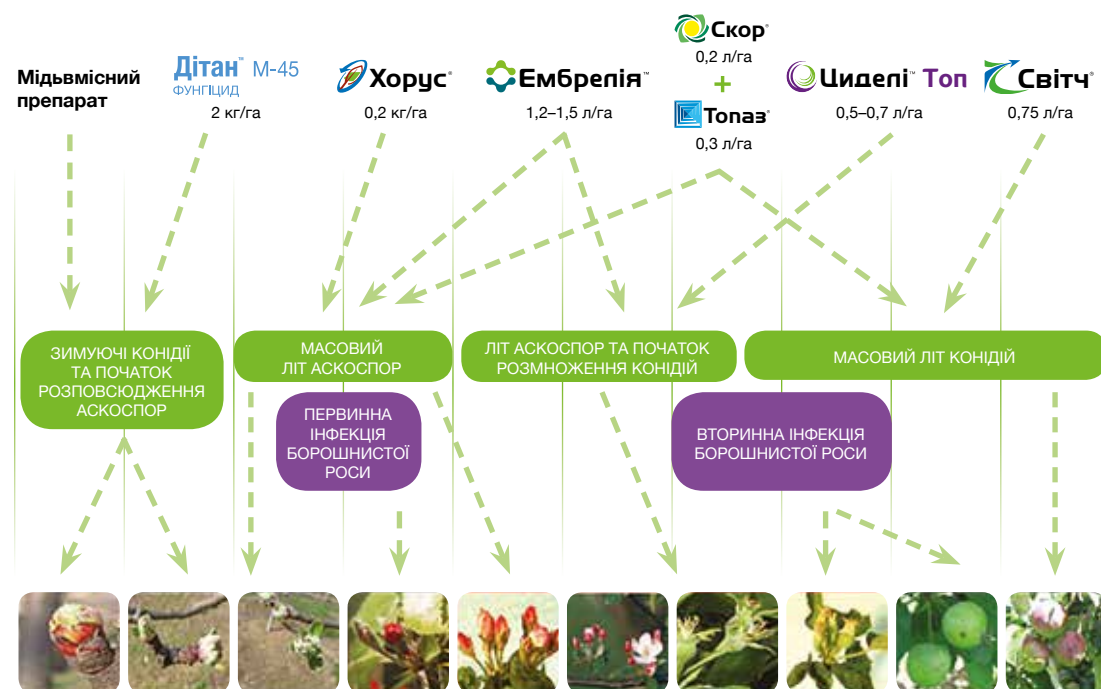 Мідьвмісний
препарат
Дітан™ М-45
ФУНГІЦИД
2 кг/га
Хорус®
0,2 кг/га
Ембрелія™
1,2–1,5 л/га
Скор®
0,2 л/га
+
Топаз®
0,3 л/га
Циделі™ Топ
0,5–0,7 л/га
Світч®
0,75 л/га
ЗИМУЮЧІ КОНІДІЇ
ТА ПОЧАТОК
РОЗПОВСЮДЖЕННЯ
АСКОСПОР
МАСОВИЙ
ЛІТ АСКОСПОР
ЛІТ АСКОСПОР ТА ПОЧАТОК
РОЗМНОЖЕННЯ КОНІДІЙ
МАСОВИЙ ЛІТ КОНІДІЙ
ПЕРВИННА
ІНФЕКЦІЯ
БОРОШНИСТОЇ
РОСИ
ВТОРИННА ІНФЕКЦІЯ
БОРОШНИСТОЇ РОСИ